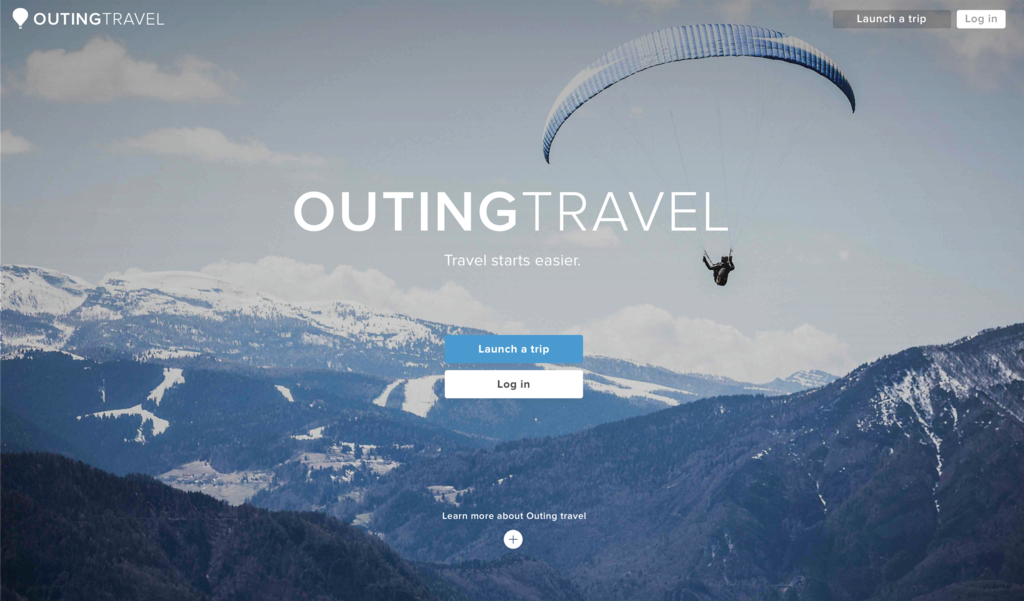 OUTINGTRAVEL
Launch a trip
Log in
OUTINGTRAVEL
Travel starts easier.
Launch a trip
Log in
Learn more about Outing travel